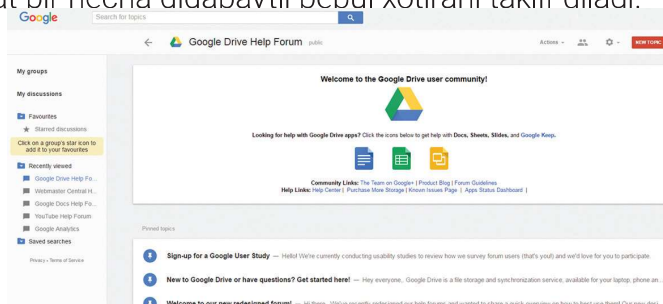 at bir necha gigabaytli bepul xotirani taklif qiladi.
Google
Search for topics
Google Drive Help Forum public
Actions
NEW TOPIC
My groups
My discussions
Favourites
Starred discussions
Click on a group's star icon to
add it to your favourites
Recently viewed
Google Drive Help Fo...
Webmaster Central H...
Google Docs Help Fo...
YouTube Help Forum
Google Analytics
Saved searches
Privacy - Terms of Service
Welcome to the Google Drive user community!
Looking for help with Google Drive apps? Click the icons below to get help with Docs, Sheets, Slides, and Google Keep.
Community Links: The Team on Google+ | Product Blog | Forum Guidelines
Help Links: Help Center | Purchase More Storage | Known Issues Page | Apps Status Dashboard |
Pinned topics
Sign-up for a Google User Study — Hello! We're currently conducting usability studies to review how we survey forum users (that's you!) and we'd love for you to participate.
New to Google Drive or have questions? Get started here! — Hey everyone, Google Drive is a file storage and synchronization service, available for your laptop, phone an...
Welcome to our new redesigned forum! — Hi there, We've recently redesigned our help forums and wanted to share a quick overview on how to best use them! Our new des